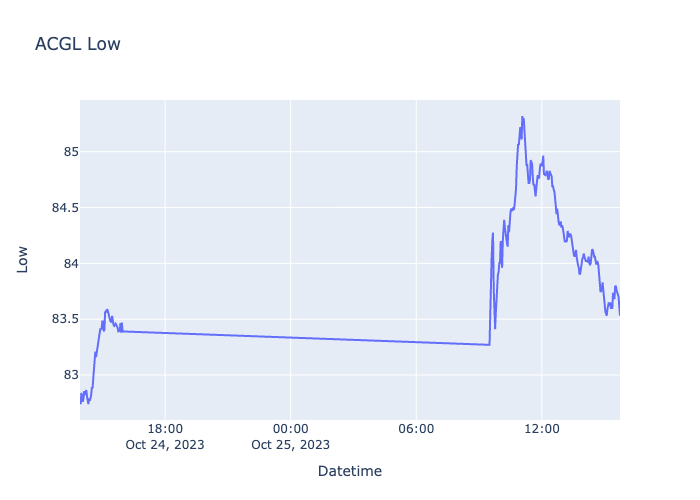 ACGL Low
85
84.5
84
83.5
83
Low
18:00
Oct 24, 2023
00:00
Oct 25, 2023
06:00
12:00
Datetime